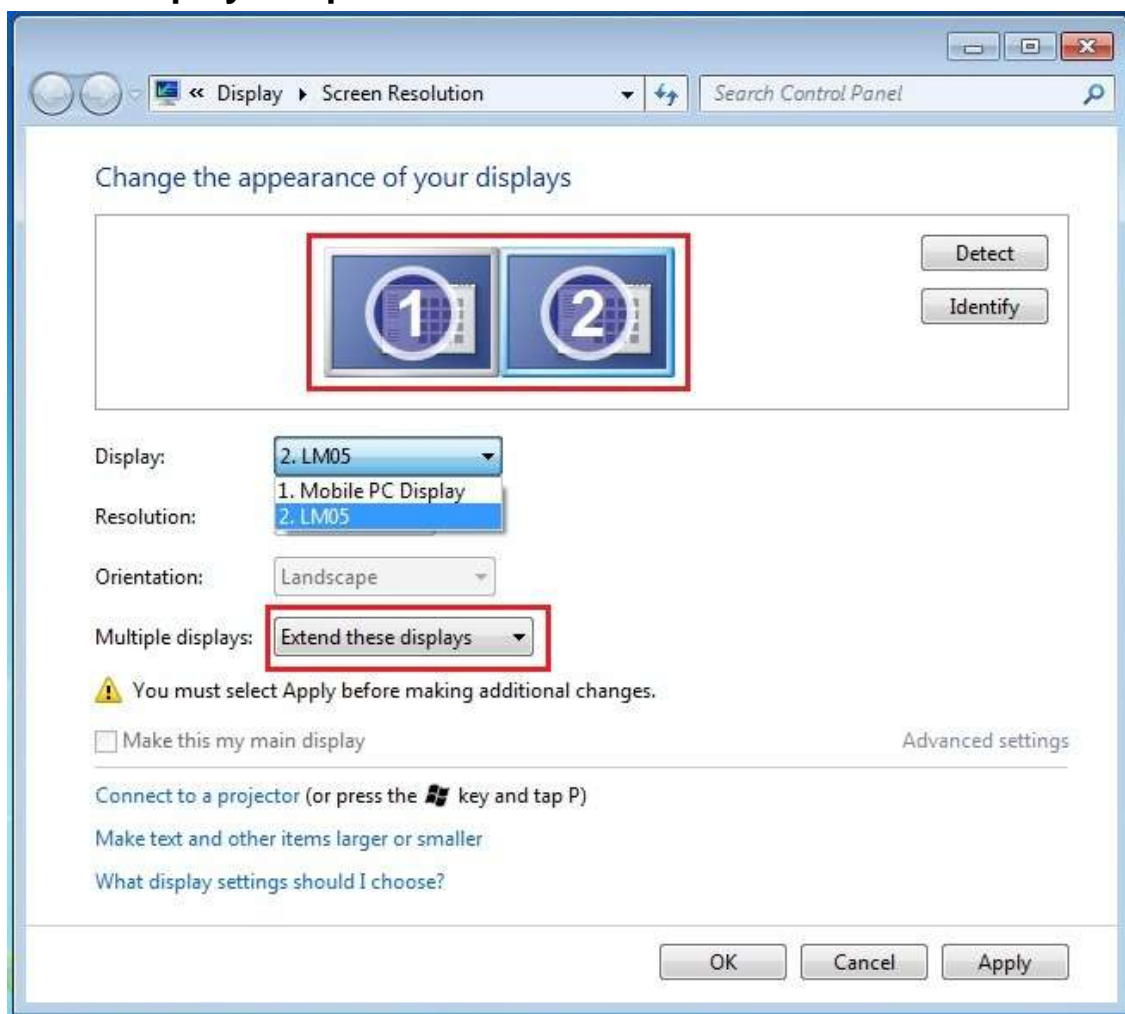 « Display ▸ Screen Resolution
Search Control Panel
Change the appearance of your displays
1
2
Detect
Identify
Display:
2. LM05
1. Mobile PC Display
2. LM05
Resolution:
Orientation:
Landscape
Multiple displays:
Extend these displays
You must select Apply before making additional changes.
Make this my main display
Advanced settings
Connect to a projector (or press the key and tap P)
Make text and other items larger or smaller
What display settings should I choose?
OK
Cancel
Apply